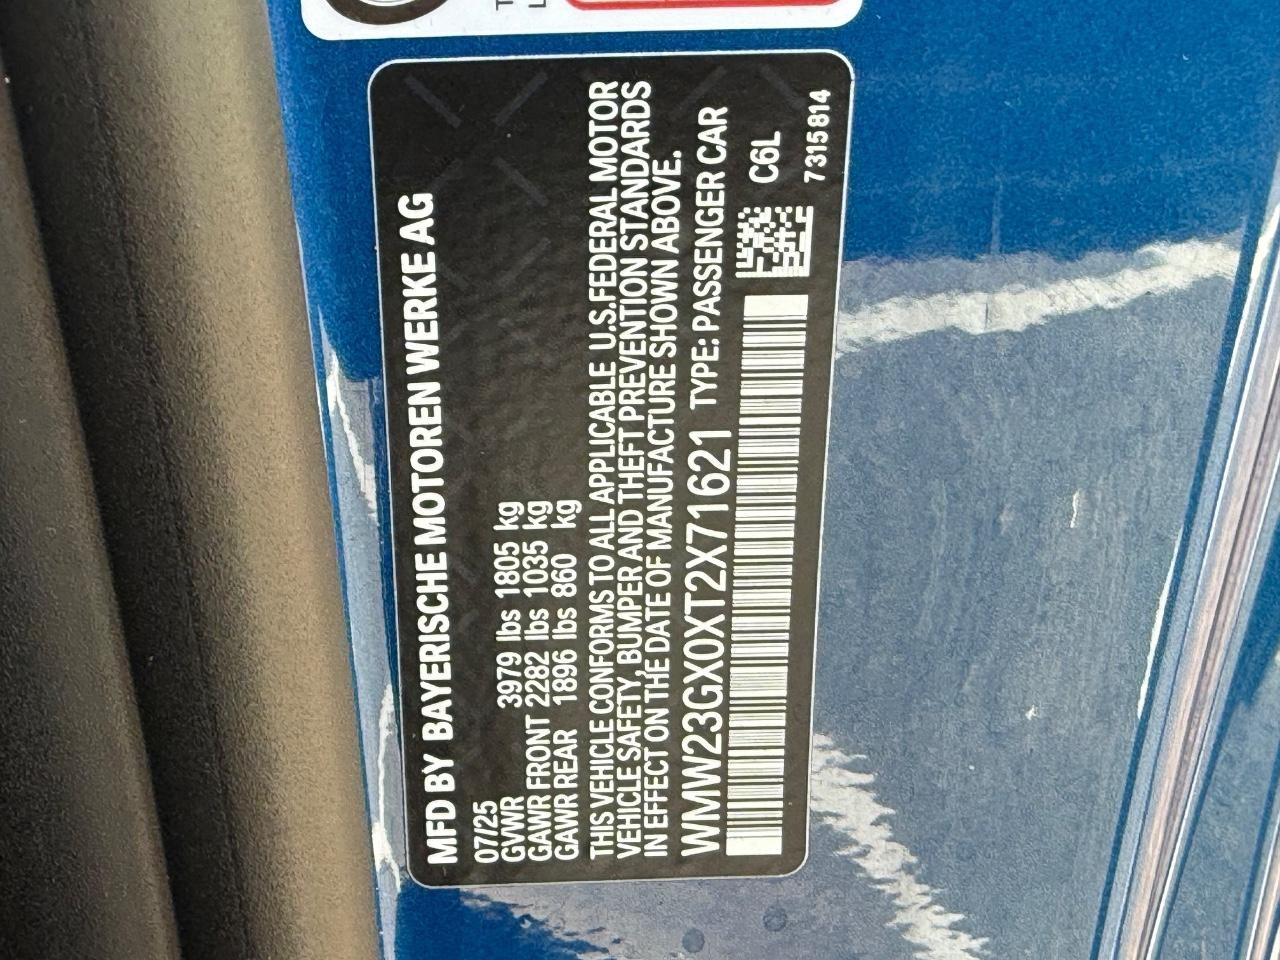 MFD BY BAYERISCHE MOTOREN WERKE AG
07/25
GVWR 3979 lbs 1805 kg
GAWR FRONT 2282 lbs 1035 kg
GAWR REAR 1896 lbs 860 kg
THIS VEHICLE CONFORMS TO ALL APPLICABLE U.S.FEDERAL MOTOR
VEHICLE SAFETY, BUMPER AND THEFT PREVENTION STANDARDS
IN EFFECT ON THE DATE OF MANUFACTURE SHOWN ABOVE.
WMW23GX0XT2X71621 TYPE: PASSENGER CAR
C6L
7315814